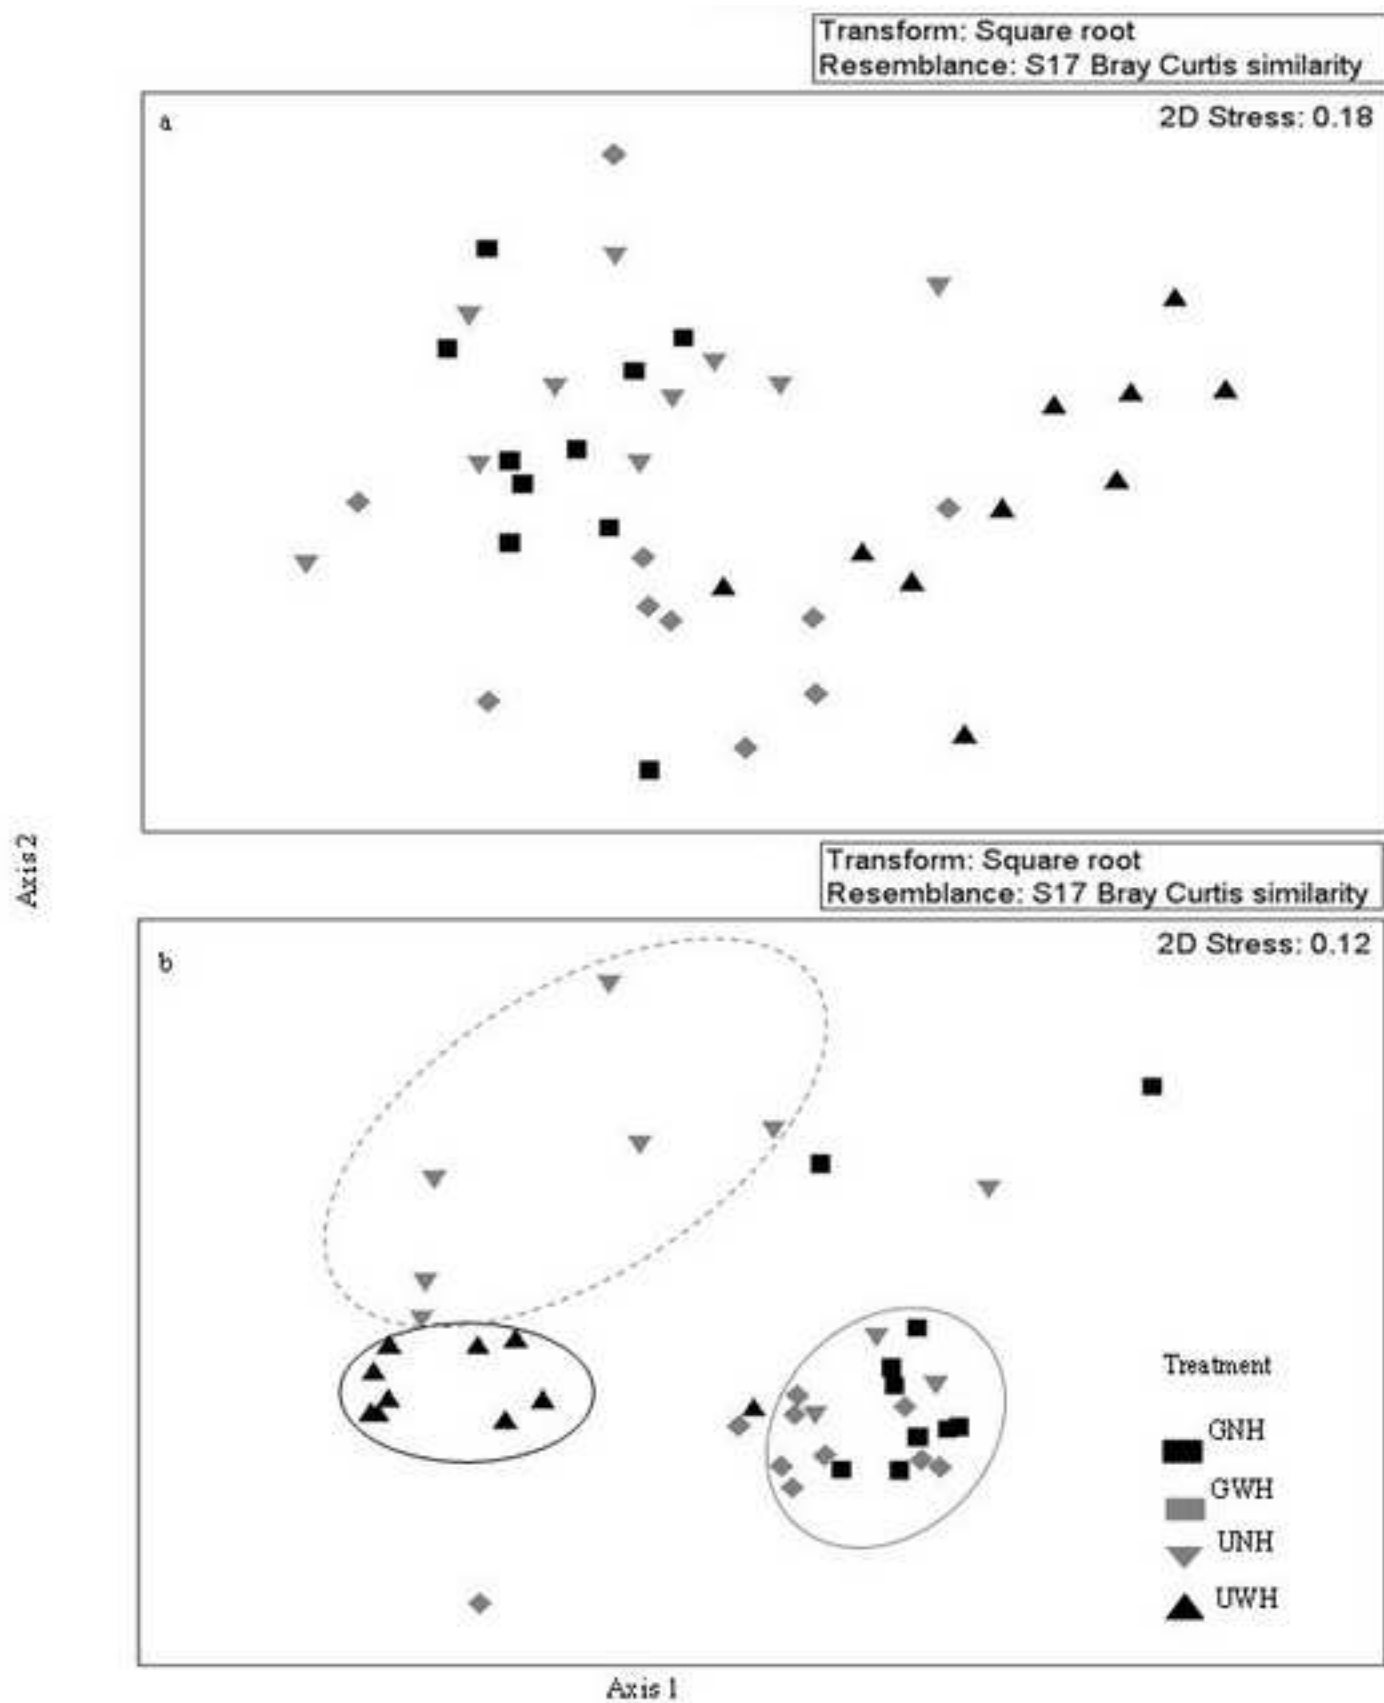 Transform: Square root
Resemblance: S17 Bray Curtis similarity
a
2D Stress: 0.18
Axis 2
Transform: Square root
Resemblance: S17 Bray Curtis similarity
b
2D Stress: 0.12
Treatment
GNH
GWH
UNH
UWH
Axis 1